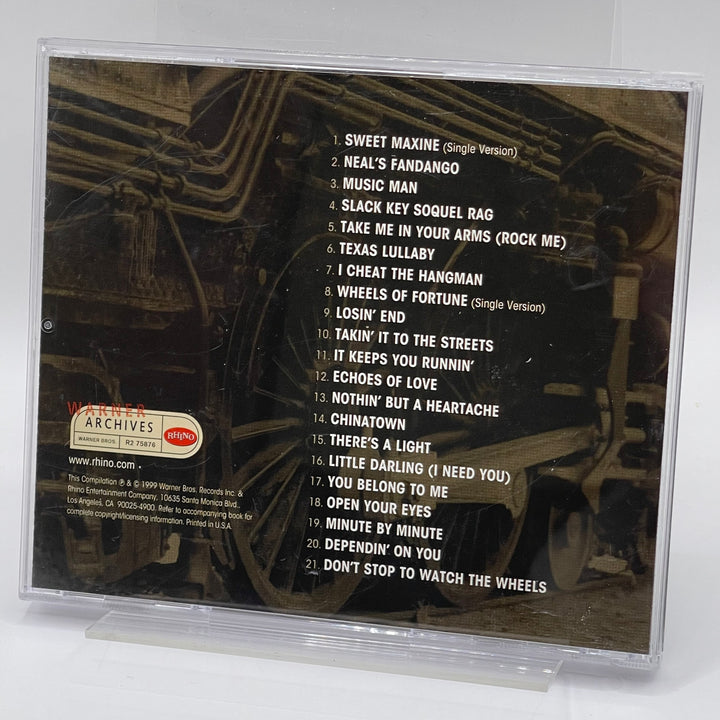 1. SWEET MAXINE (Single Version)
2. NEAL'S FANDANGO
3. MUSIC MAN
4. SLACK KEY SOQUEL RAG
5. TAKE ME IN YOUR ARMS (ROCK ME)
6. TEXAS LULLABY
7. I CHEAT THE HANGMAN
8. WHEELS OF FORTUNE (Single Version)
9. LOSIN' END
10. TAKIN' IT TO THE STREETS
11. IT KEEPS YOU RUNNIN'
12. ECHOES OF LOVE
13. NOTHIN' BUT A HEARTACHE
14. CHINATOWN
15. THERE'S A LIGHT
16. LITTLE DARLING (I NEED YOU)
17. YOU BELONG TO ME
18. OPEN YOUR EYES
19. MINUTE BY MINUTE
20. DEPENDIN' ON YOU
21. DON'T STOP TO WATCH THE WHEELS
WARNER
ARCHIVES
WARNER BROS. R2 75876 RHINO
www.rhino.com
This Compilation ℗ & © 1999 Warner Bros. Records Inc. &
Rhino Entertainment Company, 10635 Santa Monica Blvd.,
Los Angeles, CA 90025-4900. Refer to accompanying book for
complete copyright/licensing information. Printed in U.S.A.